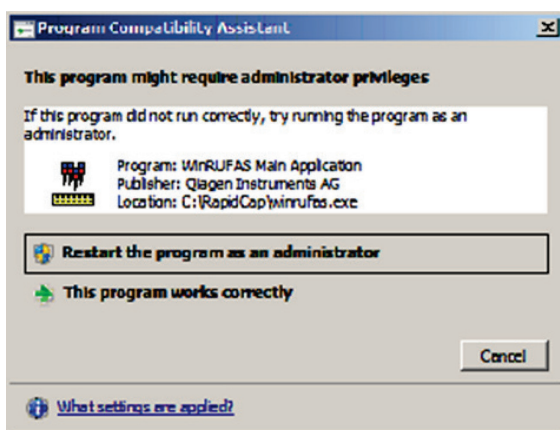 Program Compatibility Assistant
This program might require administrator privileges
If this program did not run correctly, try running the program as an
administrator.
Program: WinRUFAS Main Application
Publisher: Qiagen Instruments AG
Location: C:\RapidCap\winrufas.exe
Restart the program as an administrator
This program works correctly
Cancel
What settings are applied?